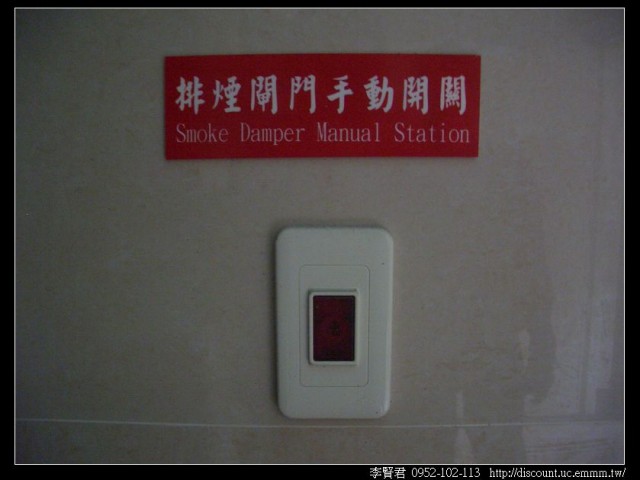 排煙閘門手動開關
Smoke Damper Manual Station
李賢君 0952-102-113 http://discount.uc.emmm.tw/